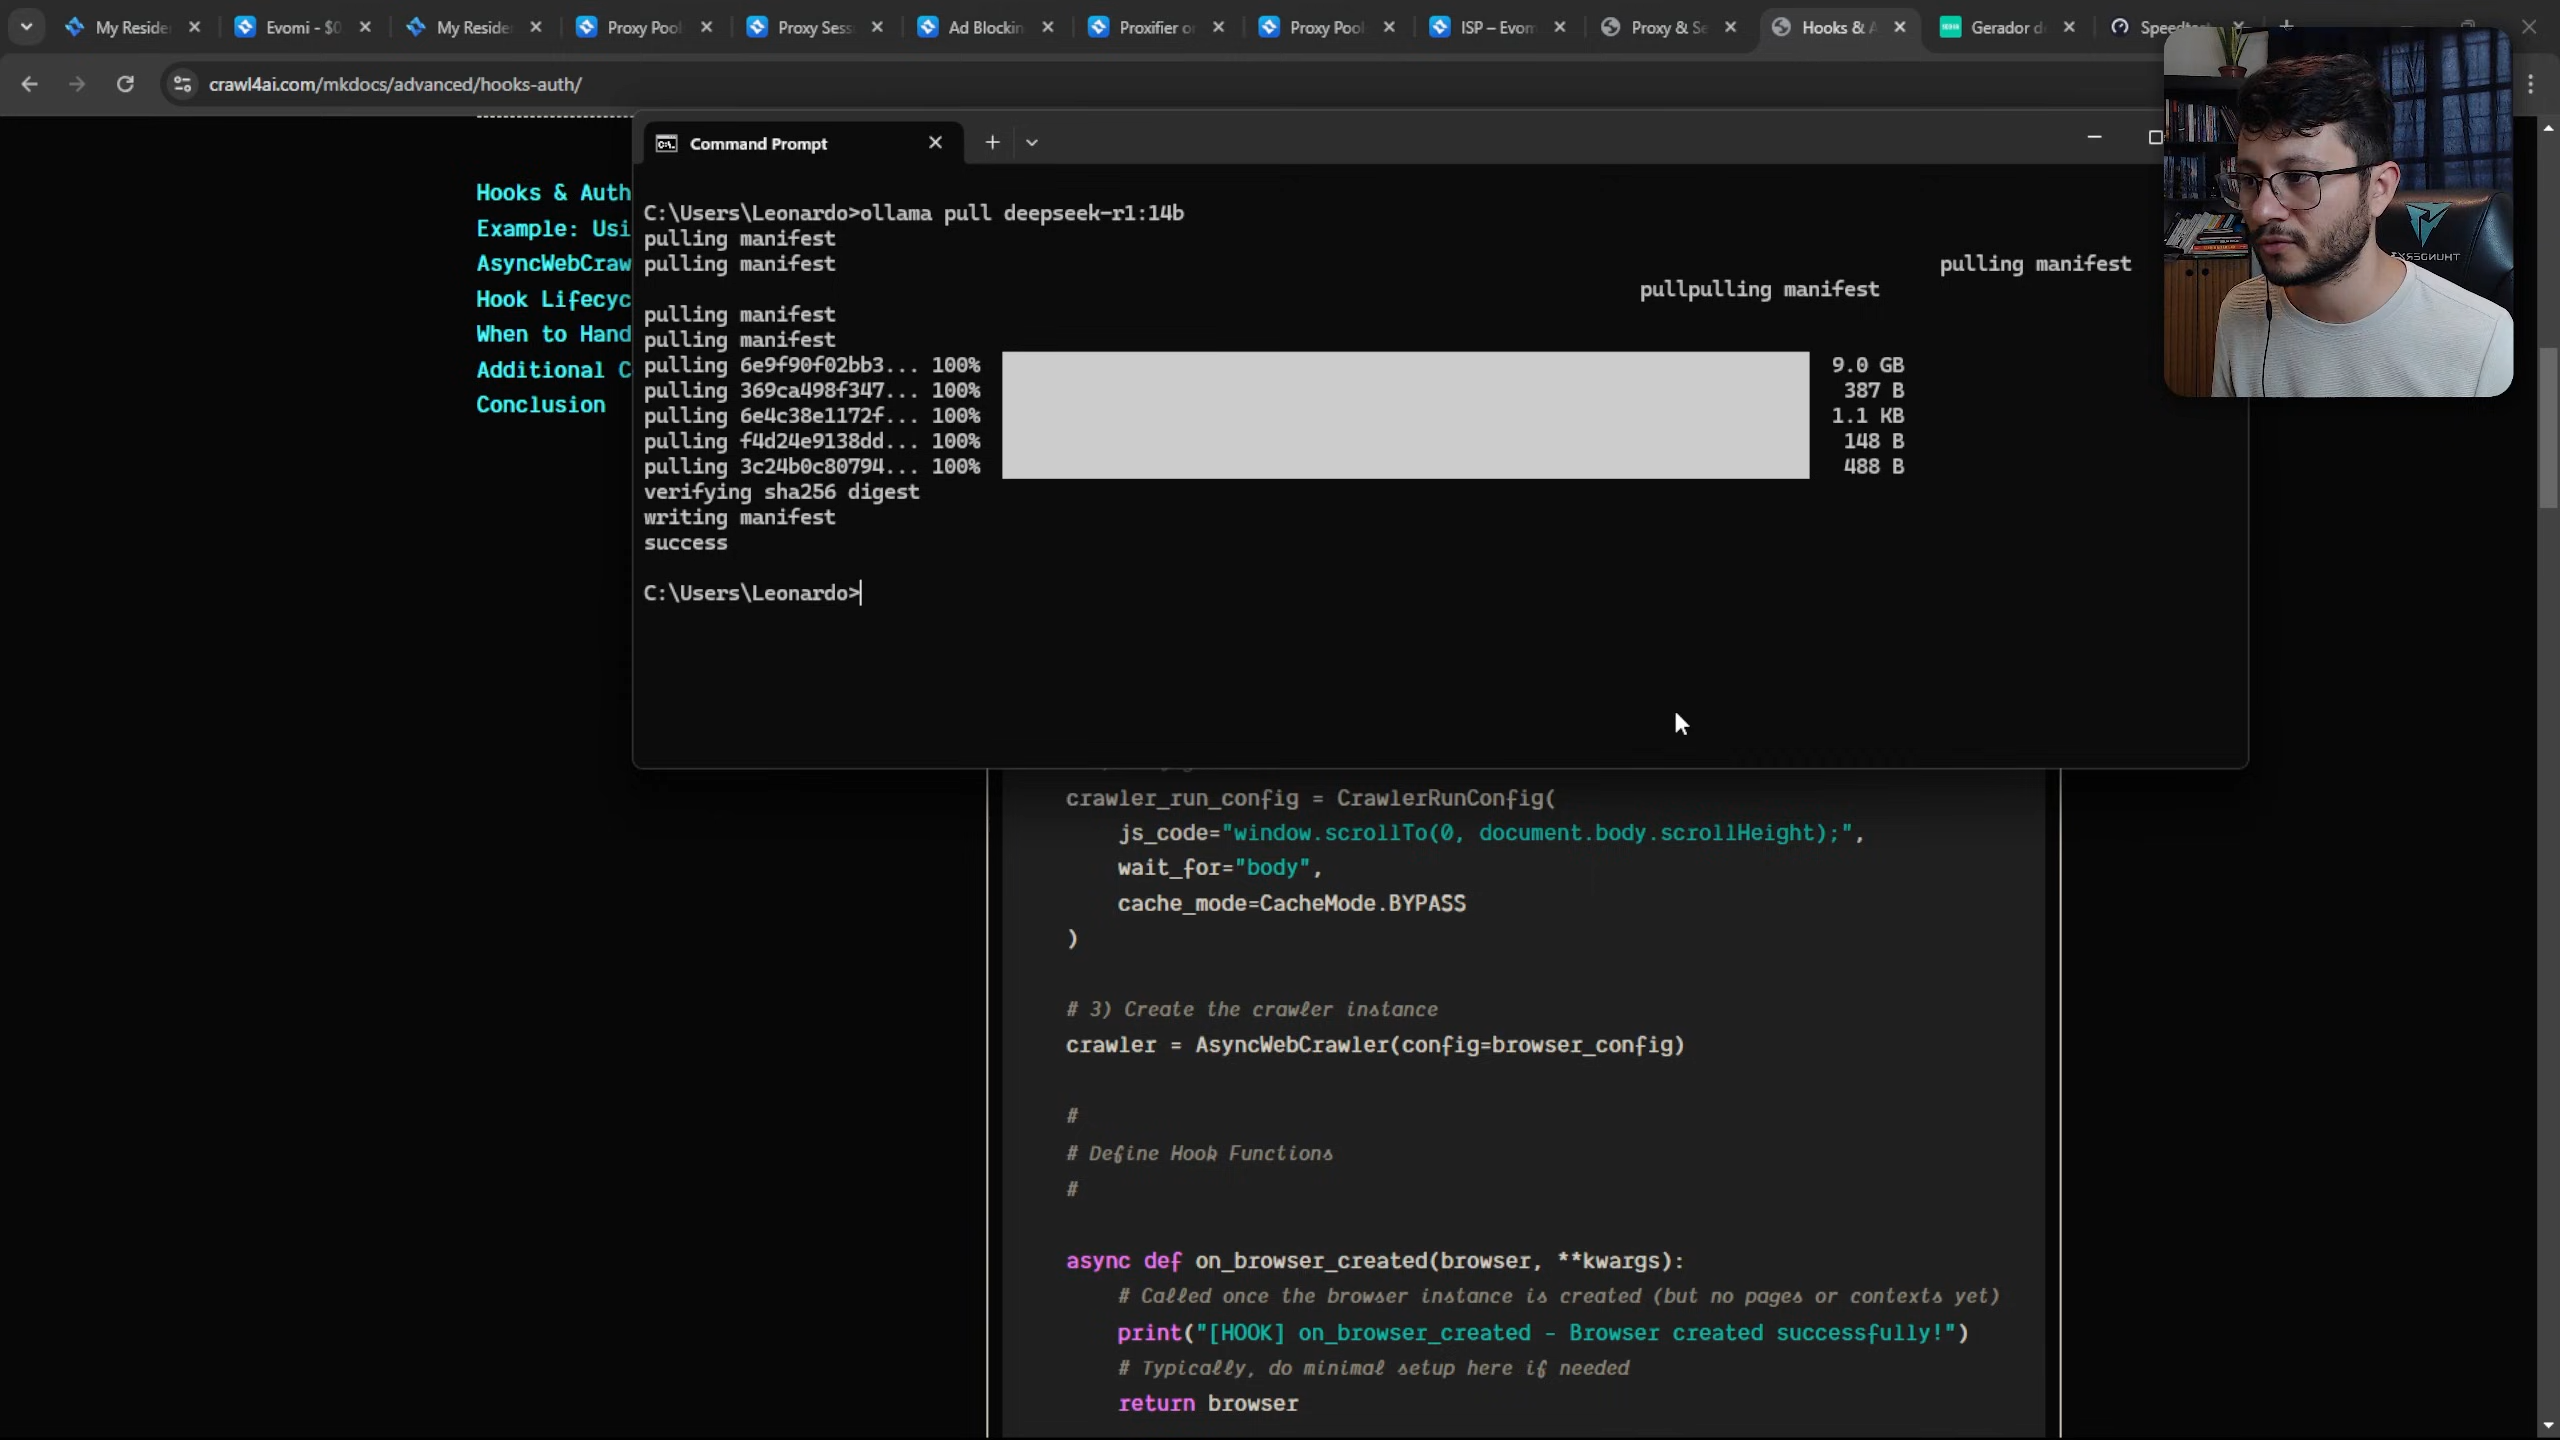 My Reside
Evomi - $0
My Reside
Proxy Pool
Proxy Sess
Ad Blockin
Proxifier or
Proxy Pool
ISP – Evom
Proxy & Se
Hooks & A
Gerador d
Speedtest
crawl4ai.com/mkdocs/advanced/hooks-auth/
Command Prompt
Hooks & Auth
Example: Usi
AsyncWebCraw
Hook Lifecyc
When to Hand
Additional C
Conclusion
C:\Users\Leonardo>ollama pull deepseek-r1:14b
pulling manifest
pulling manifest pulling manifest
pullpulling manifest
pulling manifest
pulling manifest
pulling 6e9f90f02bb3... 100% 9.0 GB
pulling 369ca498f347... 100% 387 B
pulling 6e4c38e1172f... 100% 1.1 KB
pulling f4d24e9138dd... 100% 148 B
pulling 3c24b0c80794... 100% 488 B
verifying sha256 digest
writing manifest
success
C:\Users\Leonardo>
crawler_run_config = CrawlerRunConfig(
js_code="window.scrollTo(0, document.body.scrollHeight);",
wait_for="body",
cache_mode=CacheMode.BYPASS
)
# 3) Create the crawler instance
crawler = AsyncWebCrawler(config=browser_config)
#
# Define Hook Functions
#
async def on_browser_created(browser, **kwargs):
# Called once the browser instance is created (but no pages or contexts yet)
print("[HOOK] on_browser_created - Browser created successfully!")
# Typically, do minimal setup here if needed
return browser